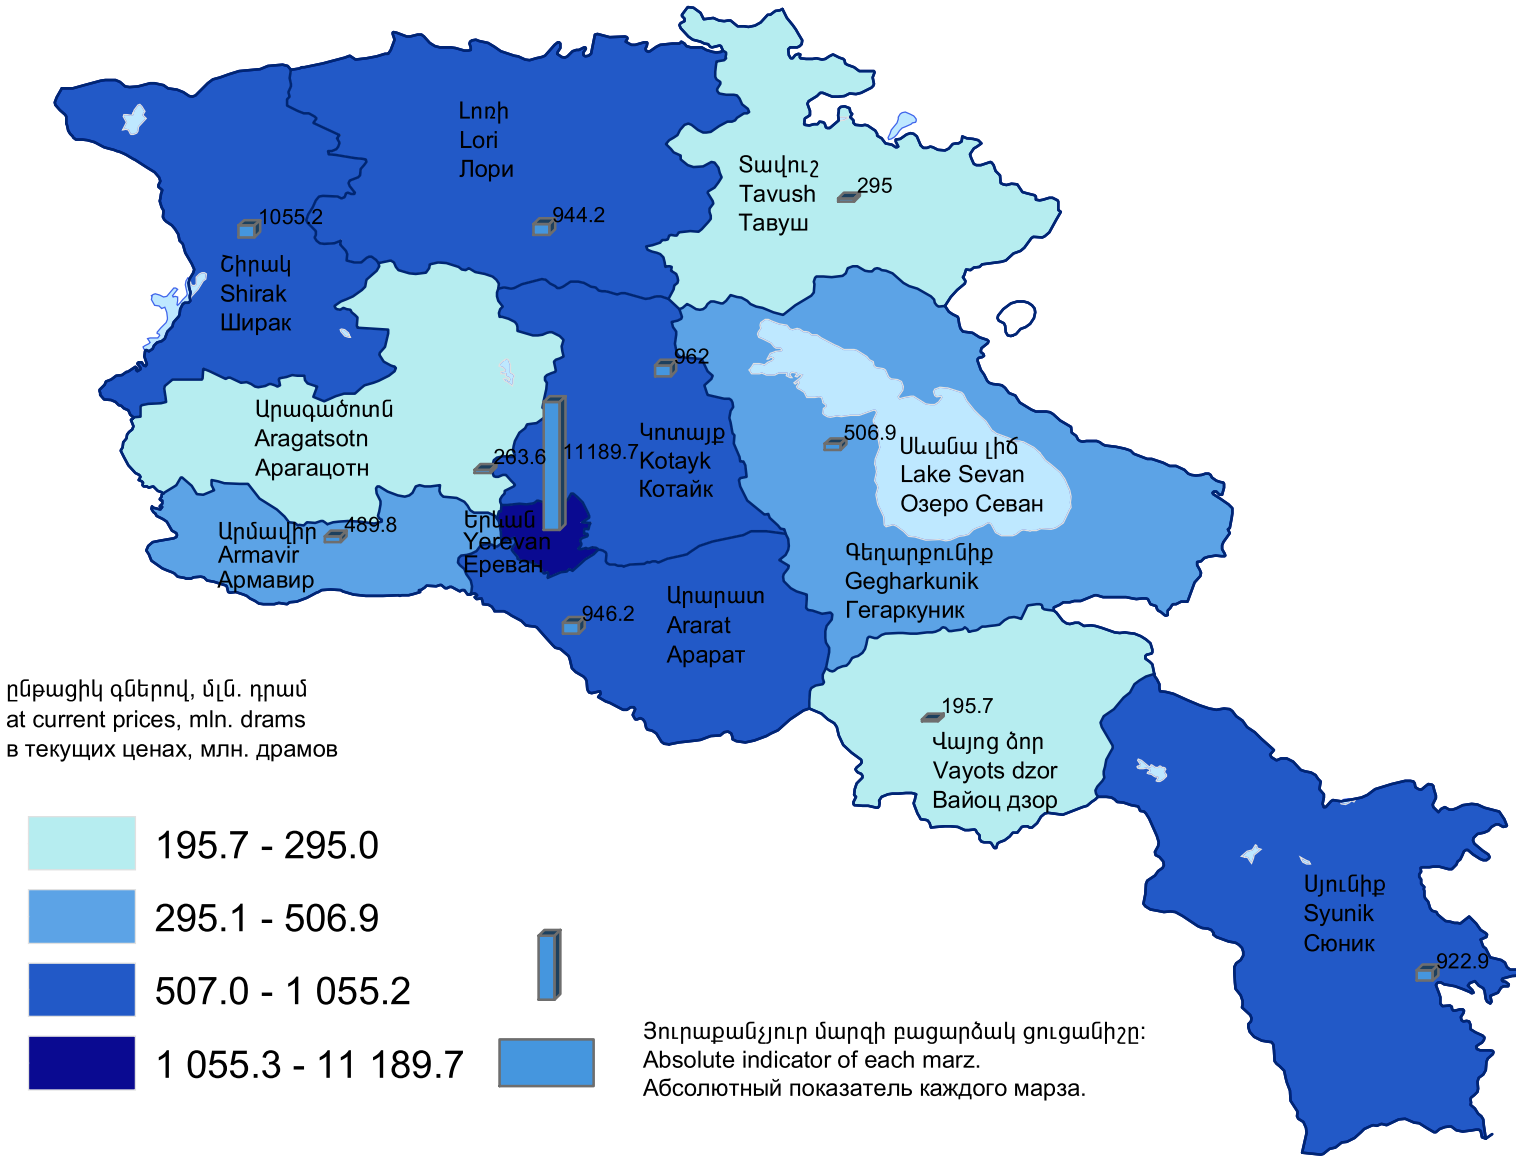 Լոռի
Lori
Лори
Տավուշ
Tavush
Тавуш
295
1055.2
944.2
Շիրակ
Shirak
Ширак
962
Արագածոտն
Aragatsotn
Арагацотн
263.6
11189.7
Կոտայք
Kotayk
Котайк
506.9
Սևանա լիճ
Lake Sevan
Озеро Севан
Արմավիր
Armavir
Армавир
489.8
Երևան
Yerevan
Ереван
Գեղարքունիք
Gegharkunik
Гегаркуник
946.2
Արարատ
Ararat
Арарат
ընթացիկ գներով, մլն. դրամ
at current prices, mln. drams
в текущих ценах, млн. драмов
195.7
Վայոց ձոր
Vayots dzor
Вайоц дзор
Սյունիք
Syunik
Сюник
922.9
195.7 - 295.0
295.1 - 506.9
507.0 - 1 055.2
1 055.3 - 11 189.7
Յուրաքանչյուր մարզի բացարձակ ցուցանիշը:
Absolute indicator of each marz.
Абсолютный показатель каждого марза.